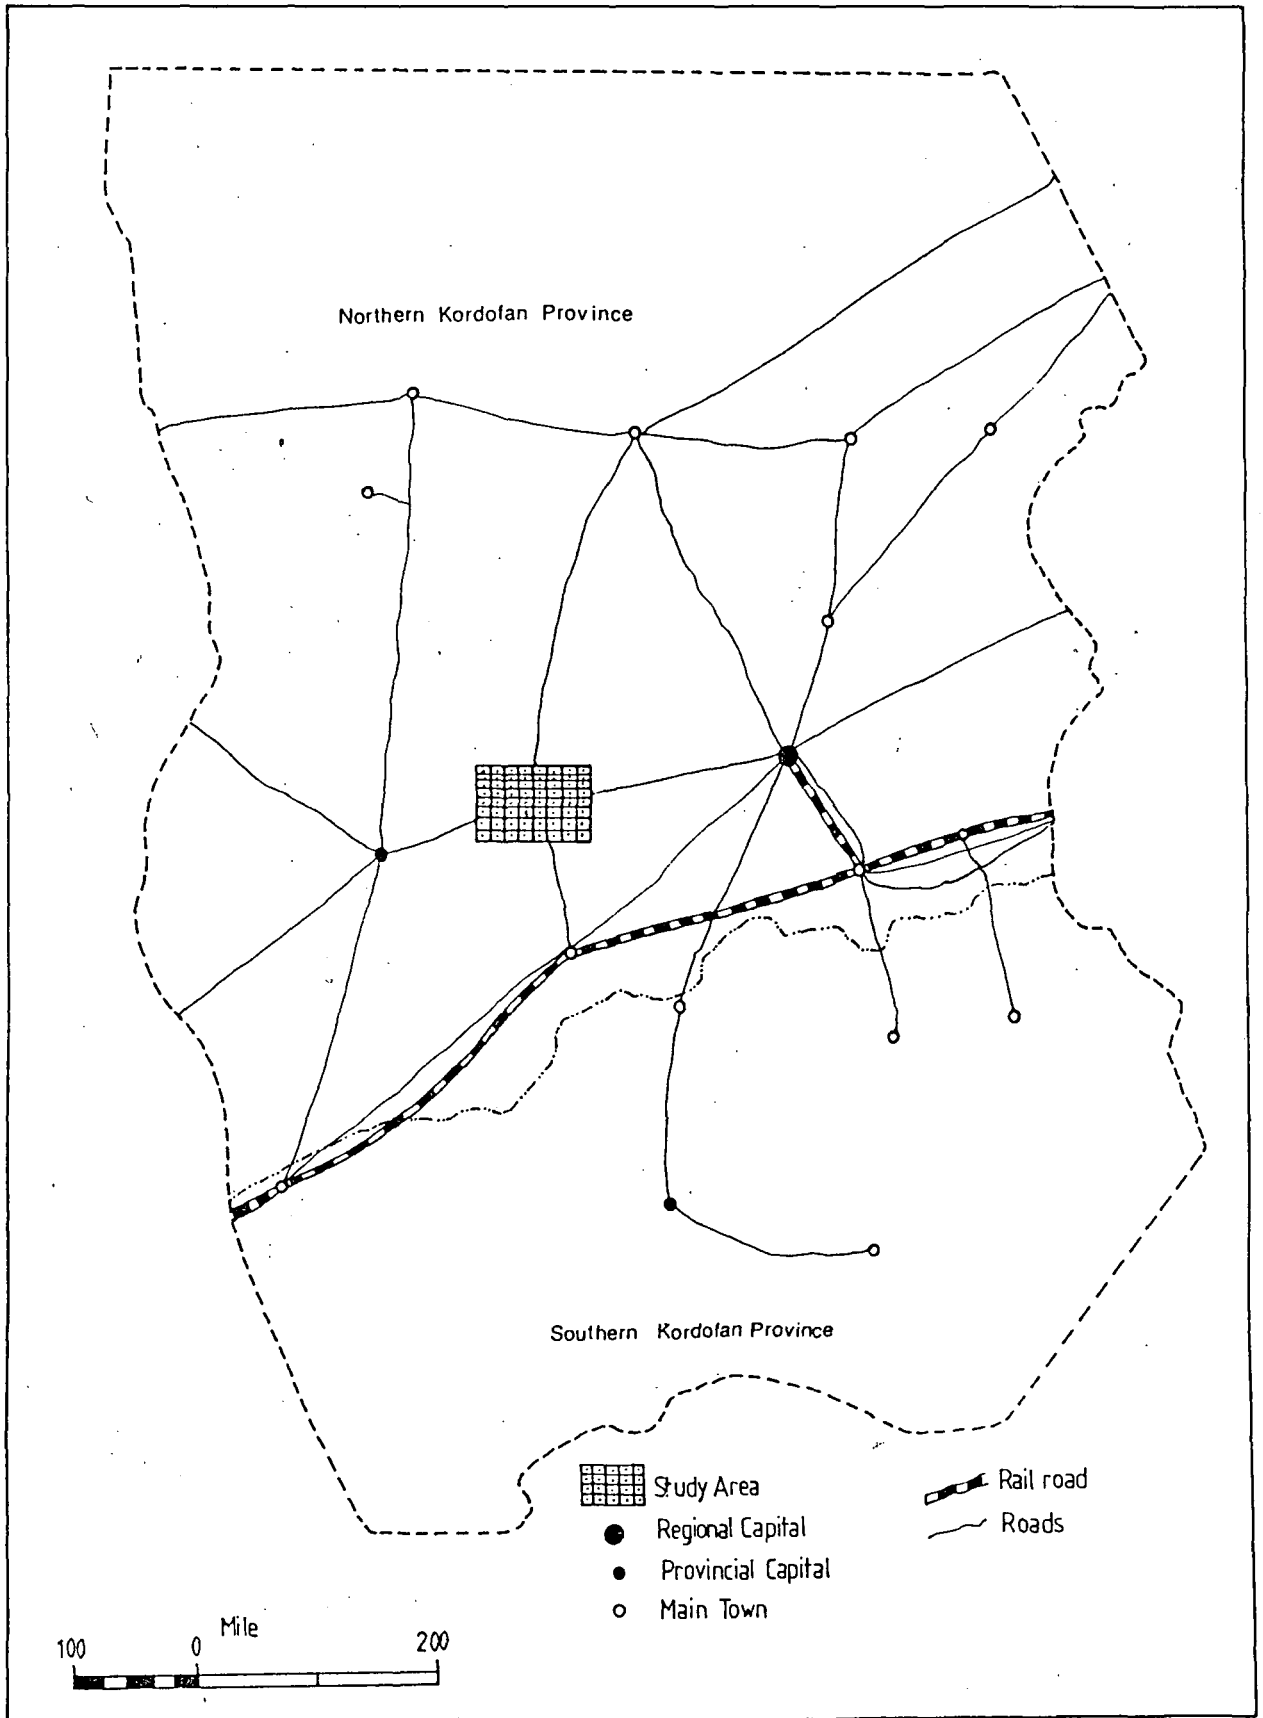 Northern Kordofan Province
Southern Kordofan Province
Study Area
Regional Capital
Provincial Capital
Main Town
Rail road
Roads
Mile
100 0 200